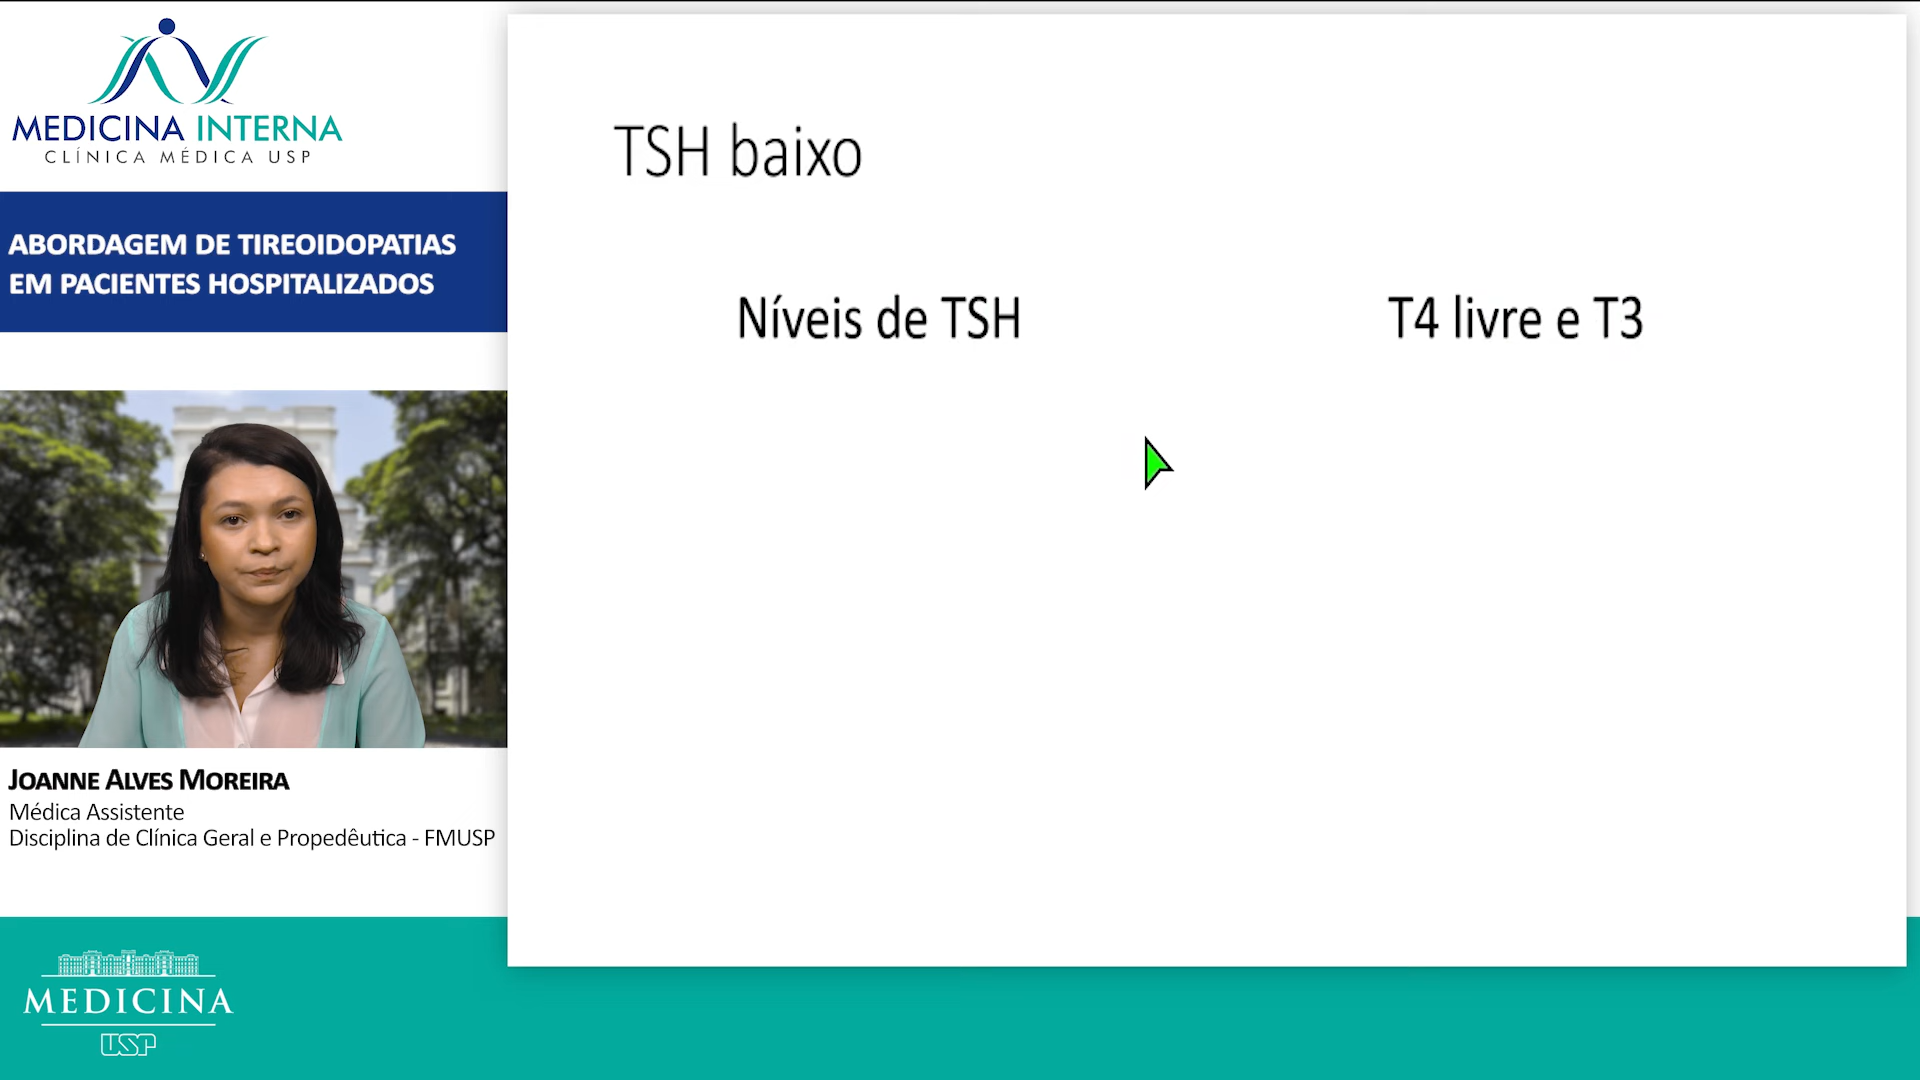 MEDICINA INTERNA
CLÍNICA MÉDICA USP
ABORDAGEM DE TIREOIDOPATIAS
EM PACIENTES HOSPITALIZADOS
JOANNE ALVES MOREIRA
Médica Assistente
Disciplina de Clínica Geral e Propedêutica - FMUSP
MEDICINA
USP
TSH baixo
Níveis de TSH
T4 livre e T3